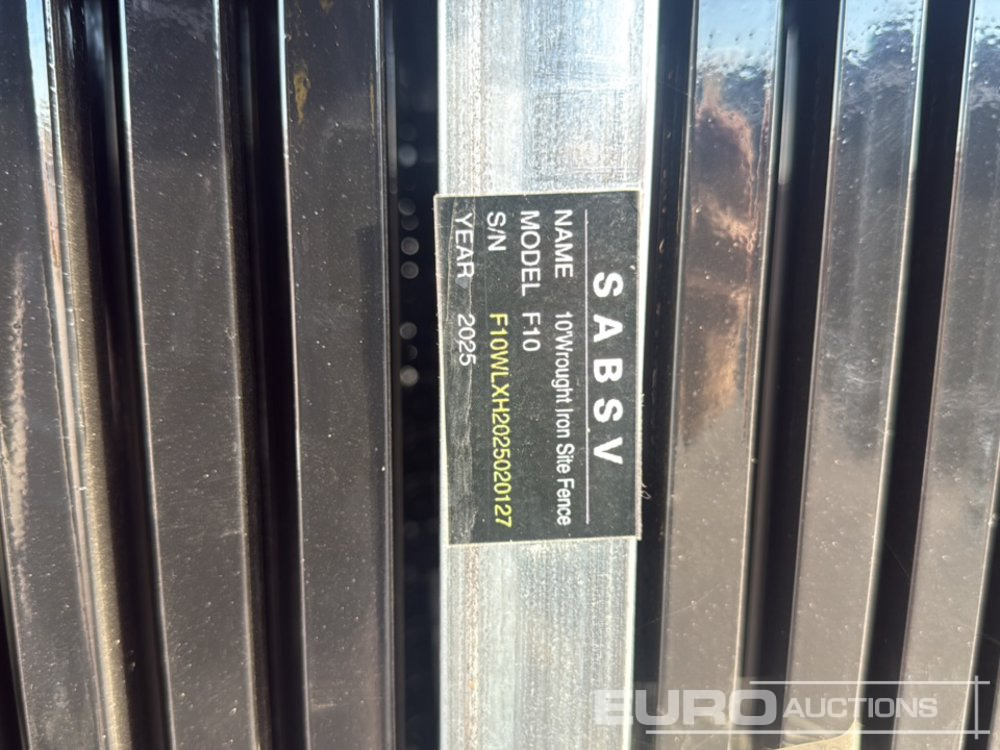 SABSV
NAME 10'Wrought Iron Site Fence
MODEL F10
S/N F10WLXH2025020127
YEAR 2025
EURO AUCTIONS